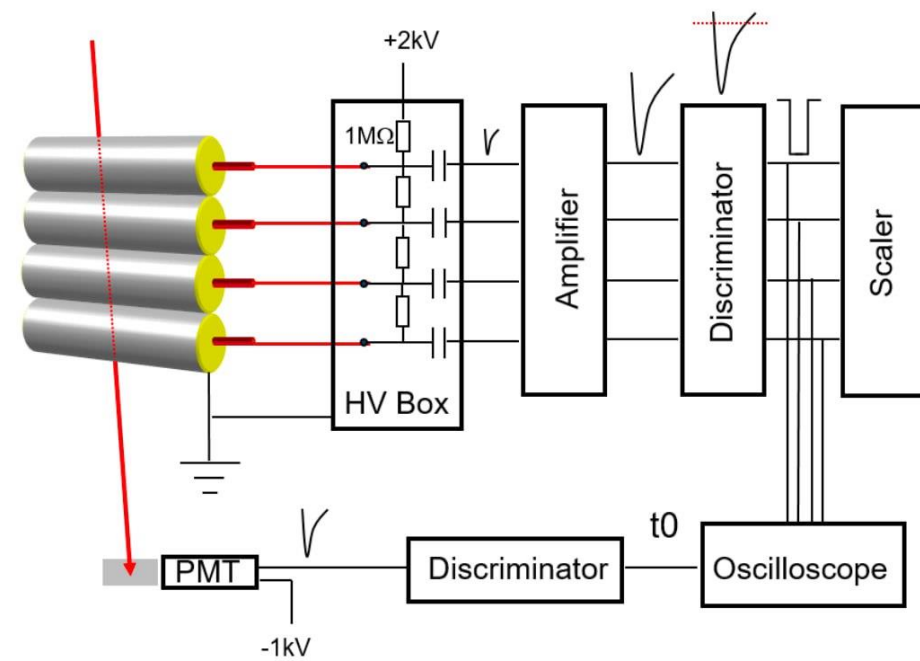 +2kV
1MΩ
HV Box
Amplifier
Discriminator
Scaler
t0
PMT
Discriminator
Oscilloscope
-1kV